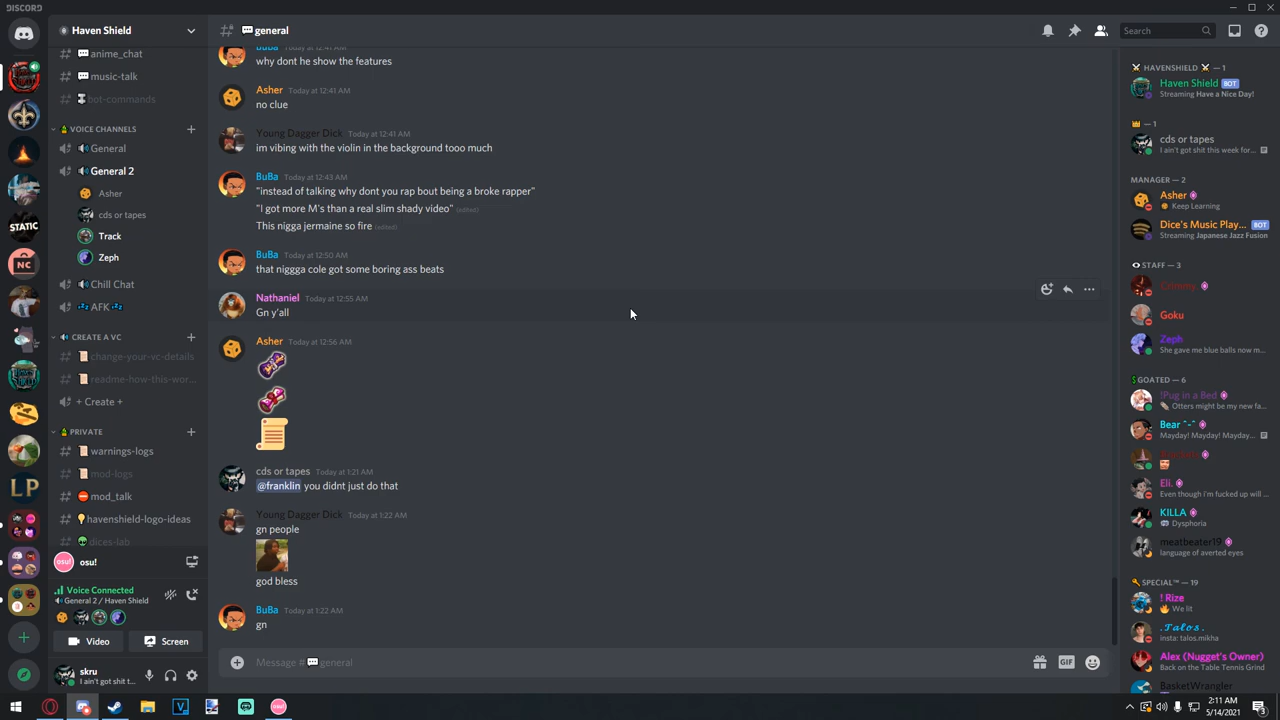 DISCORD
Haven Shield
general
Search
anime_chat
music-talk
bot-commands
VOICE CHANNELS
General
General 2
Asher
cds or tapes
Track
Zeph
Chill Chat
AFK
CREATE A VC
change-your-vc-details
readme-how-this-wor...
+ Create +
PRIVATE
warnings-logs
mod-logs
mod_talk
havenshield-logo-ideas
dices-lab
osu!
Voice Connected
General 2 / Haven Shield
Video
Screen
skru
I ain't got shit t...
BuBa Today at 12:41 AM
why dont he show the features
Asher Today at 12:41 AM
no clue
Young Dagger Dick Today at 12:41 AM
im vibing with the violin in the background tooo much
BuBa Today at 12:43 AM
"instead of talking why dont you rap bout being a broke rapper"
"I got more M's than a real slim shady video" (edited)
This nigga jermaine so fire (edited)
BuBa Today at 12:50 AM
that niggga cole got some boring ass beats
Nathaniel Today at 12:55 AM
Gn y'all
Asher Today at 12:56 AM
cds or tapes Today at 1:21 AM
@franklin you didnt just do that
Young Dagger Dick Today at 1:22 AM
gn people
god bless
BuBa Today at 1:22 AM
gn
Message # general
GIF
HAVENSHIELD — 1
Haven Shield BOT
Streaming Have a Nice Day!
— 1
cds or tapes
I ain't got shit this week for...
MANAGER — 2
Asher
Keep Learning
Dice's Music Play... BOT
Streaming Japanese Jazz Fusion
STAFF — 3
Goku
Zeph
She gave me blue balls now m...
GOATED — 6
!Pug in a Bed
Otters might be my new fa...
Bear ˆ-ˆ
Mayday! Mayday! Mayday...
Eli.
Even though I'm fucked up will ...
KILLA
Dysphoria
meatbeater19
language of averted eyes
SPECIAL™ — 19
! Rize
We lit
. 𝓣𝓪𝓵𝓸𝓼 .
insta: talos.mikha
Alex (Nugget's Owner)
Back on the Table Tennis Grind
BasketWrangler
STATIC
NC
LP
osu!
2:11 AM
5/14/2021